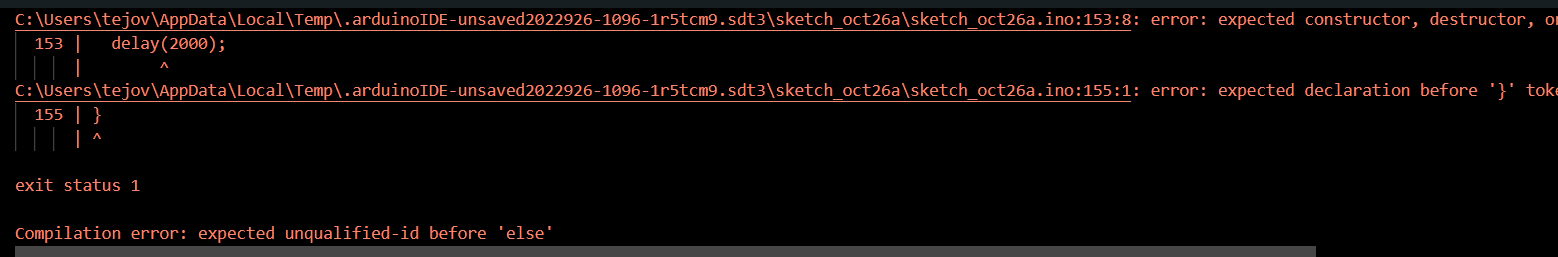 C:\Users\tejov\AppData\Local\Temp\.arduinoIDE-unsaved2022926-1096-1r5tcm9.sdt3\sketch_oct26a\sketch_oct26a.ino:153:8: error: expected constructor, destructor, or
153 | delay(2000);
| ^
C:\Users\tejov\AppData\Local\Temp\.arduinoIDE-unsaved2022926-1096-1r5tcm9.sdt3\sketch_oct26a\sketch_oct26a.ino:155:1: error: expected declaration before '}' toke
155 | }
| ^
exit status 1
Compilation error: expected unqualified-id before 'else'